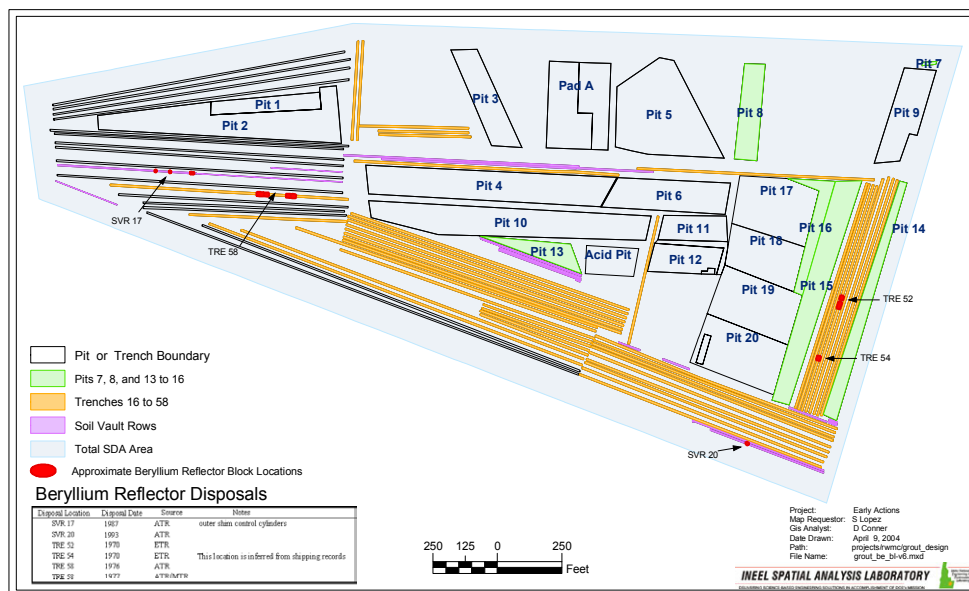 Pit 7
Pit 1
Pit 2
Pit 3
Pad A
Pit 5
Pit 8
Pit 9
Pit 4
Pit 6
Pit 17
Pit 10
Pit 11
Pit 18
Pit 16
Pit 14
Pit 13
Acid Pit
Pit 12
Pit 19
Pit 15
Pit 20
SVR 17
TRE 58
TRE 52
TRE 54
SVR 20
Pit or Trench Boundary
Pits 7, 8, and 13 to 16
Trenches 16 to 58
Soil Vault Rows
Total SDA Area
Approximate Beryllium Reflector Block Locations
Beryllium Reflector Disposals
Disposal Location Disposal Date Source Notes
SVR 17 1987 ATR outer shim control cylinders
SVR 20 1993 ATR
TRE 52 1970 ETR
TRE 54 1970 ETR This location is inferred from shipping records
TRE 58 1976 ATR
TRE 58 1977 ATR/MTR
250 125 0 250
Feet
Project: Early Actions
Map Requestor: S Lopez
Gis Analyst: D Conner
Date Drawn: April 9, 2004
Path: projects/rwmc/grout_design
File Name: grout_be_bl-v6.mxd
INEEL SPATIAL ANALYSIS LABORATORY